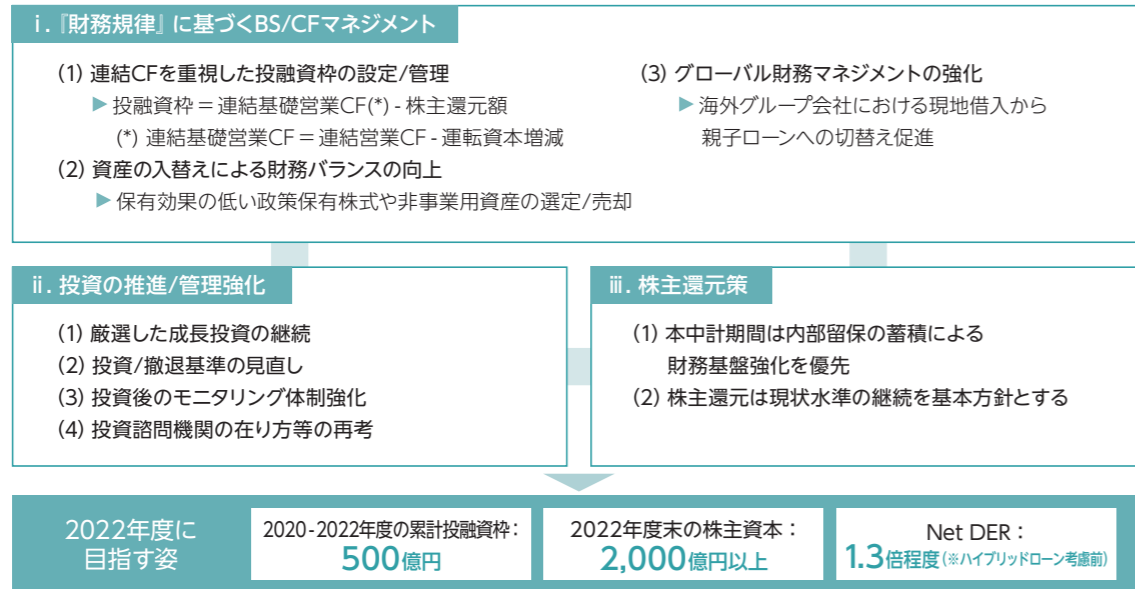 ⅰ.『財務規律』に基づくBS/CFマネジメント
(1) 連結CFを重視した投融資枠の設定/管理
▶投融資枠=連結基礎営業CF(*) - 株主還元額
(*) 連結基礎営業CF=連結営業CF - 運転資本増減
(2) 資産の入替えによる財務バランスの向上
▶保有効果の低い政策保有株式や非事業用資産の選定/売却
(3) グローバル財務マネジメントの強化
▶海外グループ会社における現地借入から
親子ローンへの切替え促進
ⅱ. 投資の推進/管理強化
(1) 厳選した成長投資の継続
(2) 投資/撤退基準の見直し
(3) 投資後のモニタリング体制強化
(4) 投資諮問機関の在り方等の再考
ⅲ. 株主還元策
(1) 本中計期間は内部留保の蓄積による
財務基盤強化を優先
(2) 株主還元は現状水準の継続を基本方針とする
2022年度に
目指す姿
2020-2022年度の累計投融資枠:
500億円
2022年度末の株主資本:
2,000億円以上
Net DER:
1.3倍程度(※ハイブリッドローン考慮前)